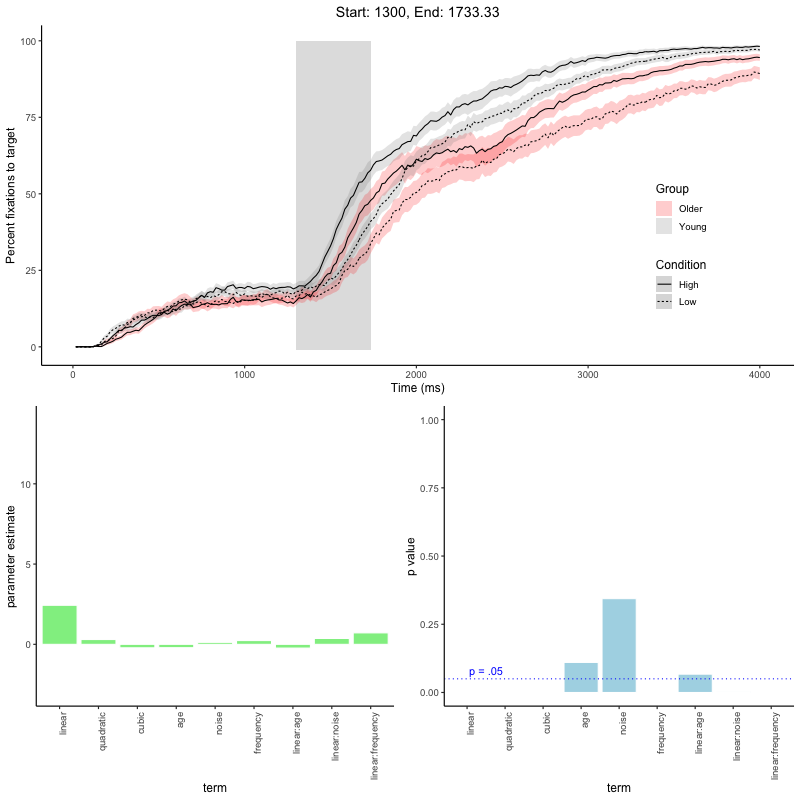 Start: 1300, End: 1733.33
100
75
50
25
0
Percent fixations to target
Group
Older
Young
Condition
High
Low
0
1000
2000
3000
4000
Time (ms)
10
5
0
parameter estimate
linear
quadratic
cubic
age
noise
frequency
linear:age
linear:noise
linear:frequency
term
1.00
0.75
0.50
0.25
0.00
p value
p = .05
linear
quadratic
cubic
age
noise
frequency
linear:age
linear:noise
linear:frequency
term